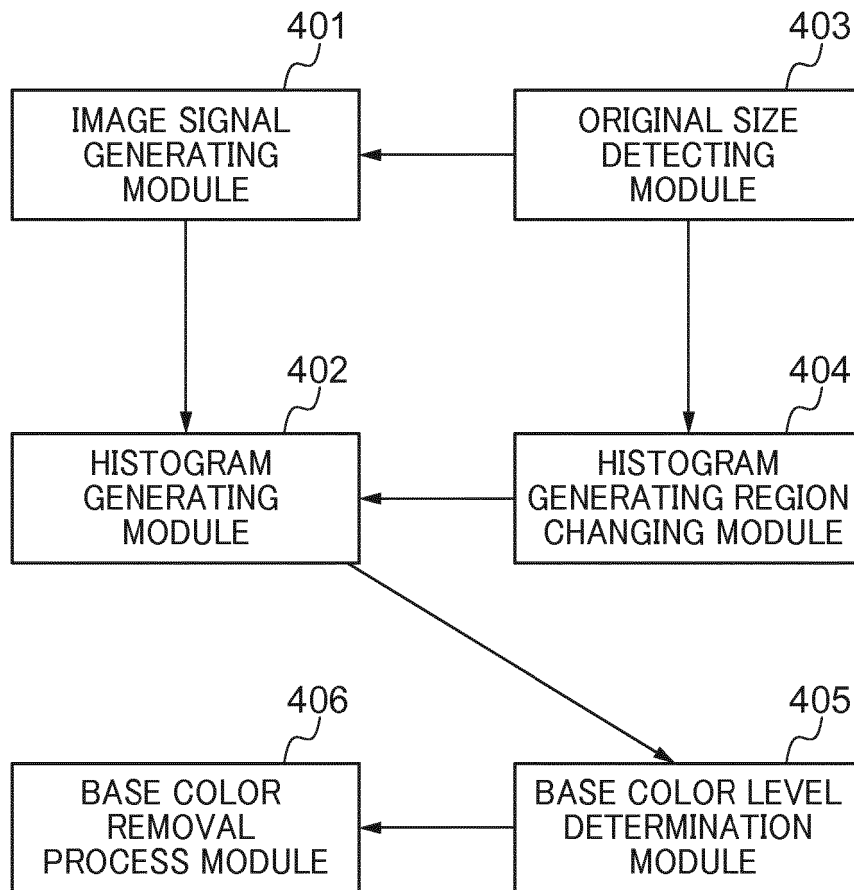 401
IMAGE SIGNAL
GENERATING
MODULE
403
ORIGINAL SIZE
DETECTING
MODULE
402
HISTOGRAM
GENERATING
MODULE
404
HISTOGRAM
GENERATING REGION
CHANGING MODULE
406
BASE COLOR
REMOVAL
PROCESS MODULE
405
BASE COLOR LEVEL
DETERMINATION
MODULE